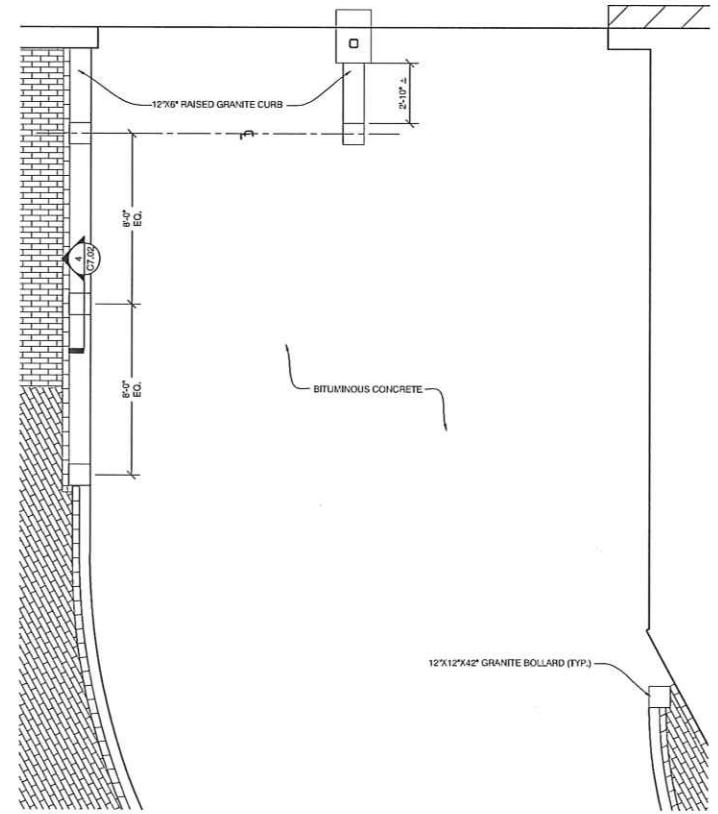 12"X6" RAISED GRANITE CURB
2'-10" ±
8'-0"
EQ.
4
C7.02
8'-0"
EQ.
BITUMINOUS CONCRETE
12"X12"X42" GRANITE BOLLARD (TYP.)